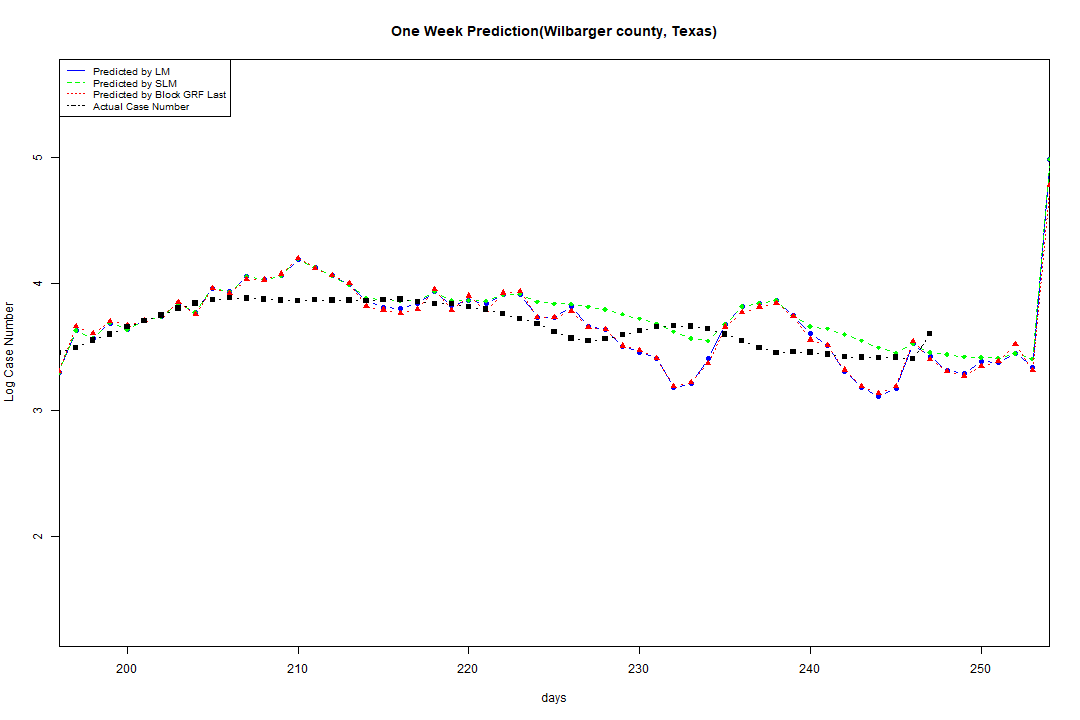 One Week Prediction(Wilbarger county, Texas)
Predicted by LM
Predicted by SLM
Predicted by Block GRF Last
Actual Case Number
5
4
3
2
Log Case Number
200 210 220 230 240 250
days